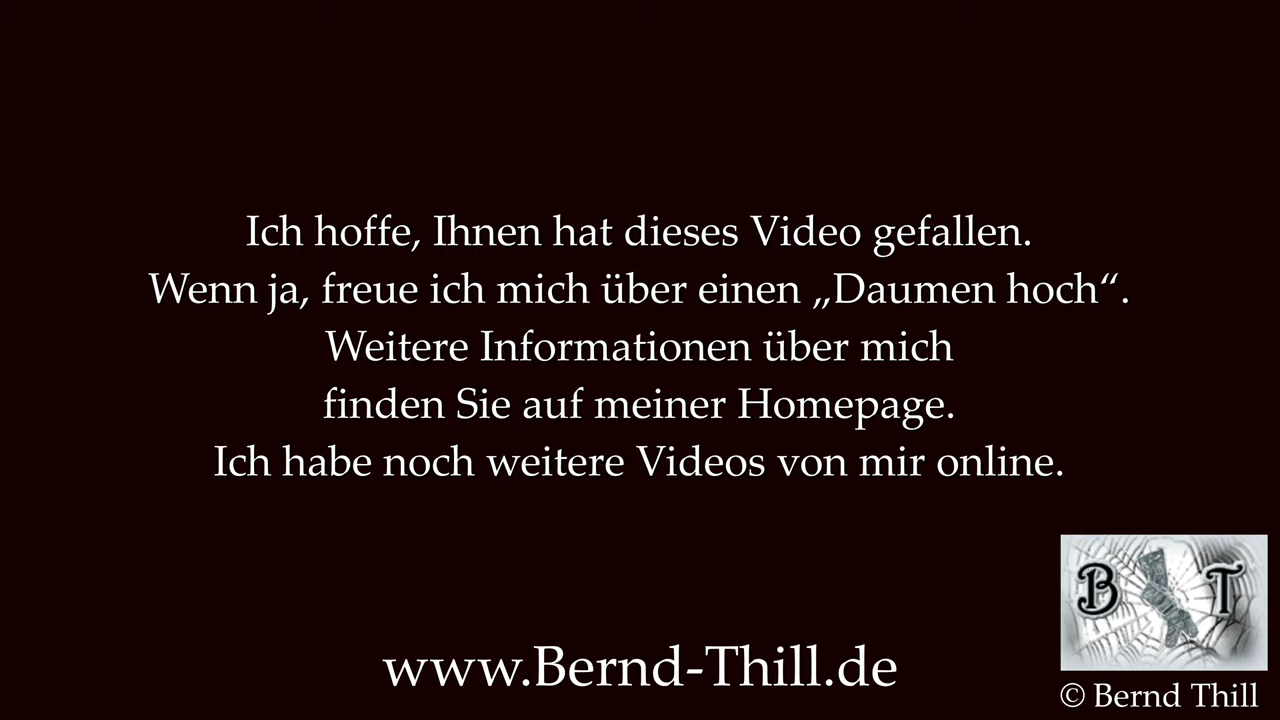 Ich hoffe, Ihnen hat dieses Video gefallen.
Wenn ja, freue ich mich über einen „Daumen hoch“.
Weitere Informationen über mich
finden Sie auf meiner Homepage.
Ich habe noch weitere Videos von mir online.
B T
www.Bernd-Thill.de
© Bernd Thill